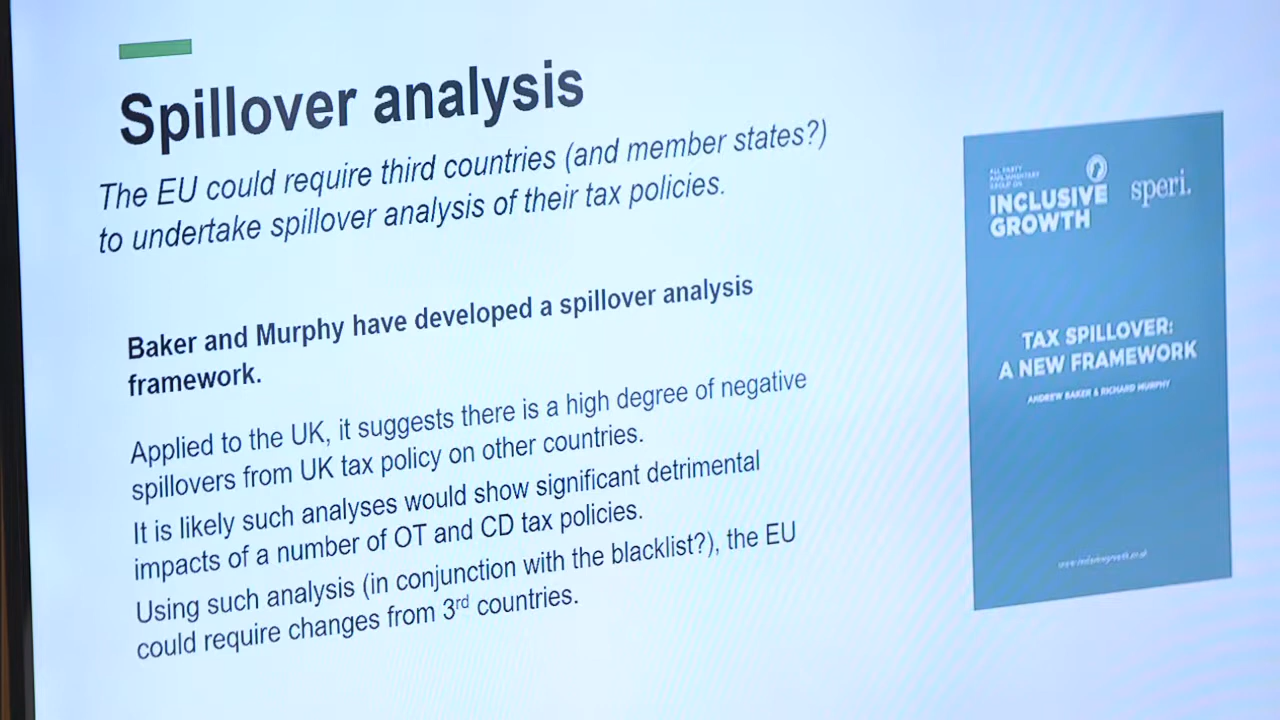 Spillover analysis
The EU could require third countries (and member states?)
to undertake spillover analysis of their tax policies.
Baker and Murphy have developed a spillover analysis
framework.
Applied to the UK, it suggests there is a high degree of negative
spillovers from UK tax policy on other countries.
It is likely such analyses would show significant detrimental
impacts of a number of OT and CD tax policies.
Using such analysis (in conjunction with the blacklist?), the EU
could require changes from 3rd countries.
ALL PARTY
PARLIAMENTARY
GROUP ON
INCLUSIVE
GROWTH
speri.
TAX SPILLOVER:
A NEW FRAMEWORK
ANDREW BAKER & RICHARD MURPHY